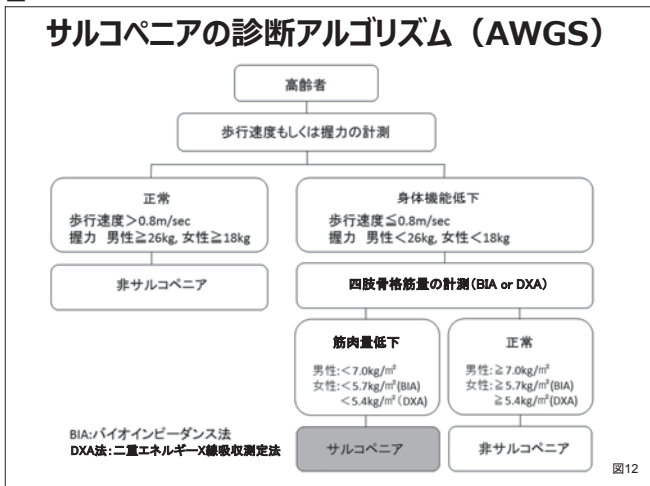 サルコペニアの診断アルゴリズム（AWGS）
高齢者
歩行速度もしくは握力の計測
正常
歩行速度＞0.8m/sec
握力 男性≧26kg, 女性≧18kg
身体機能低下
歩行速度≦0.8m/sec
握力 男性＜26kg, 女性＜18kg
非サルコペニア
四肢骨格筋量の計測(BIA or DXA)
筋肉量低下
男性:＜7.0kg/m²
女性:＜5.7kg/m²(BIA)
＜5.4kg/m²(DXA)
正常
男性:≧7.0kg/m²
女性:≧5.7kg/m²(BIA)
≧5.4kg/m²(DXA)
サルコペニア
非サルコペニア
BIA:バイオインピーダンス法
DXA法:二重エネルギーX線吸収測定法
図12